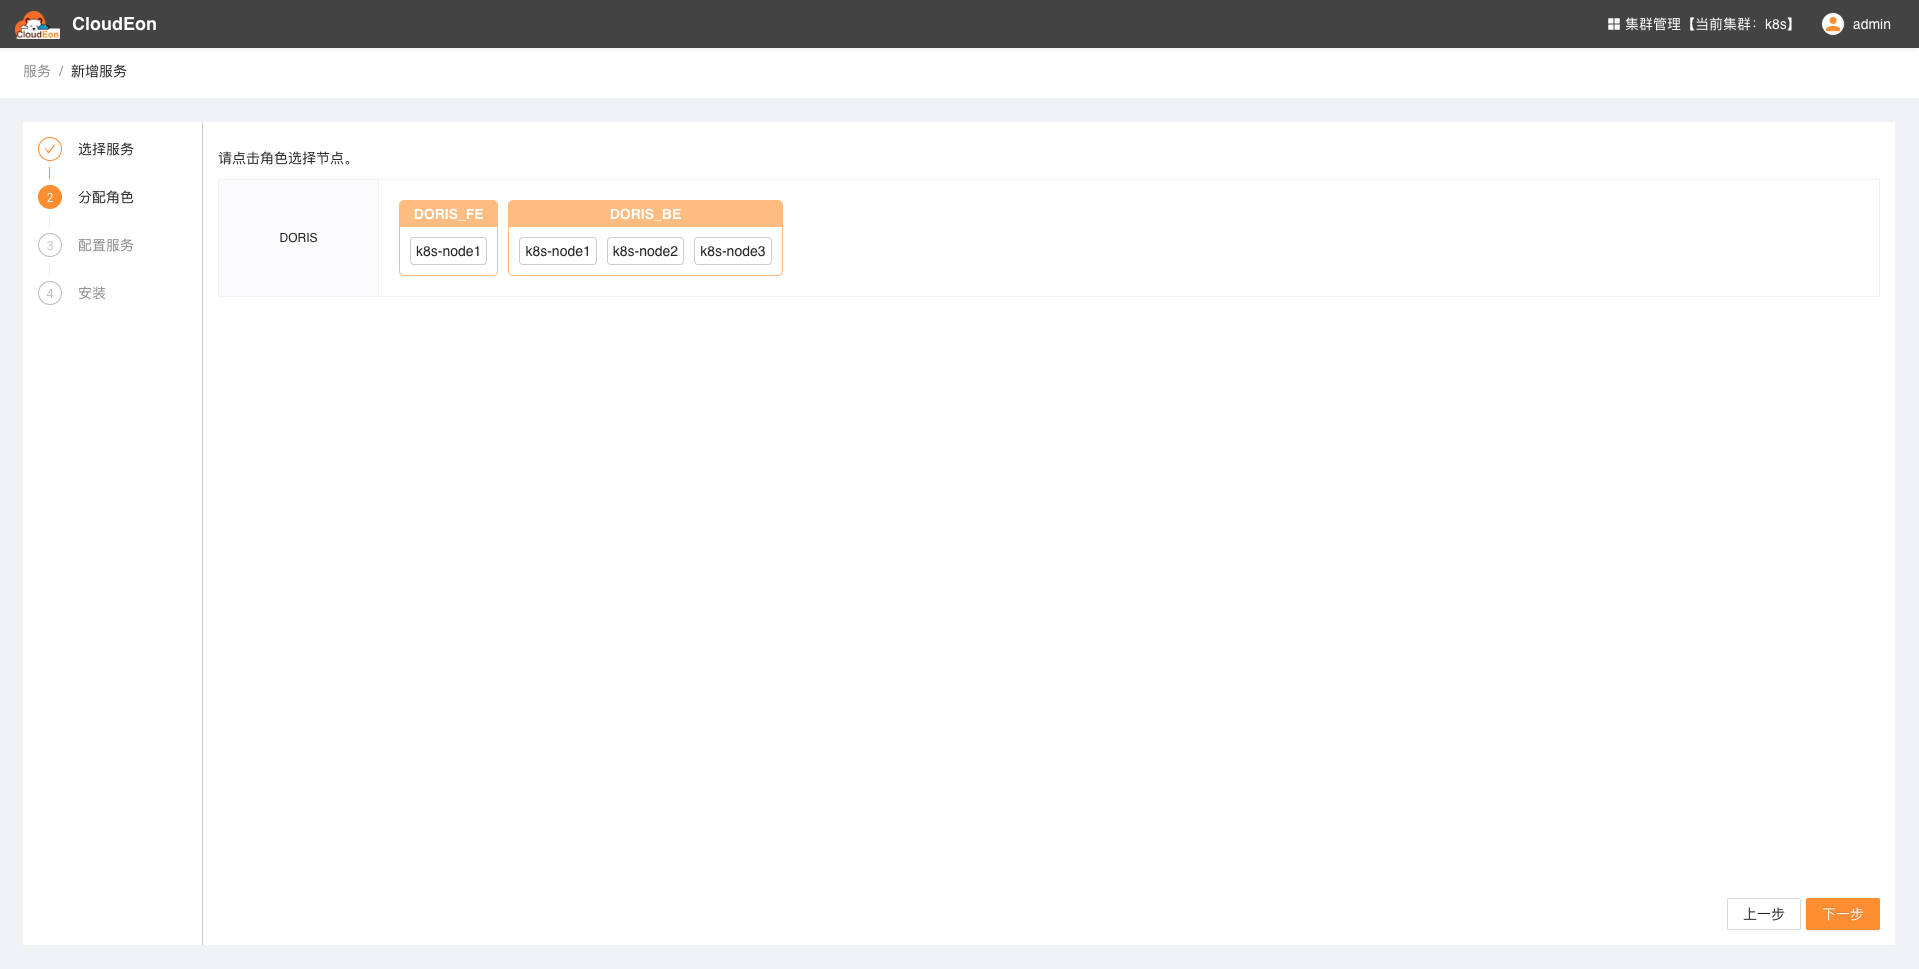 CloudEon
CloudEon
集群管理【当前集群：k8s】
admin
服务 / 新增服务
选择服务
2 分配角色
3 配置服务
4 安装
请点击角色选择节点。
DORIS
DORIS_FE
k8s-node1
DORIS_BE
k8s-node1 k8s-node2 k8s-node3
上一步 下一步